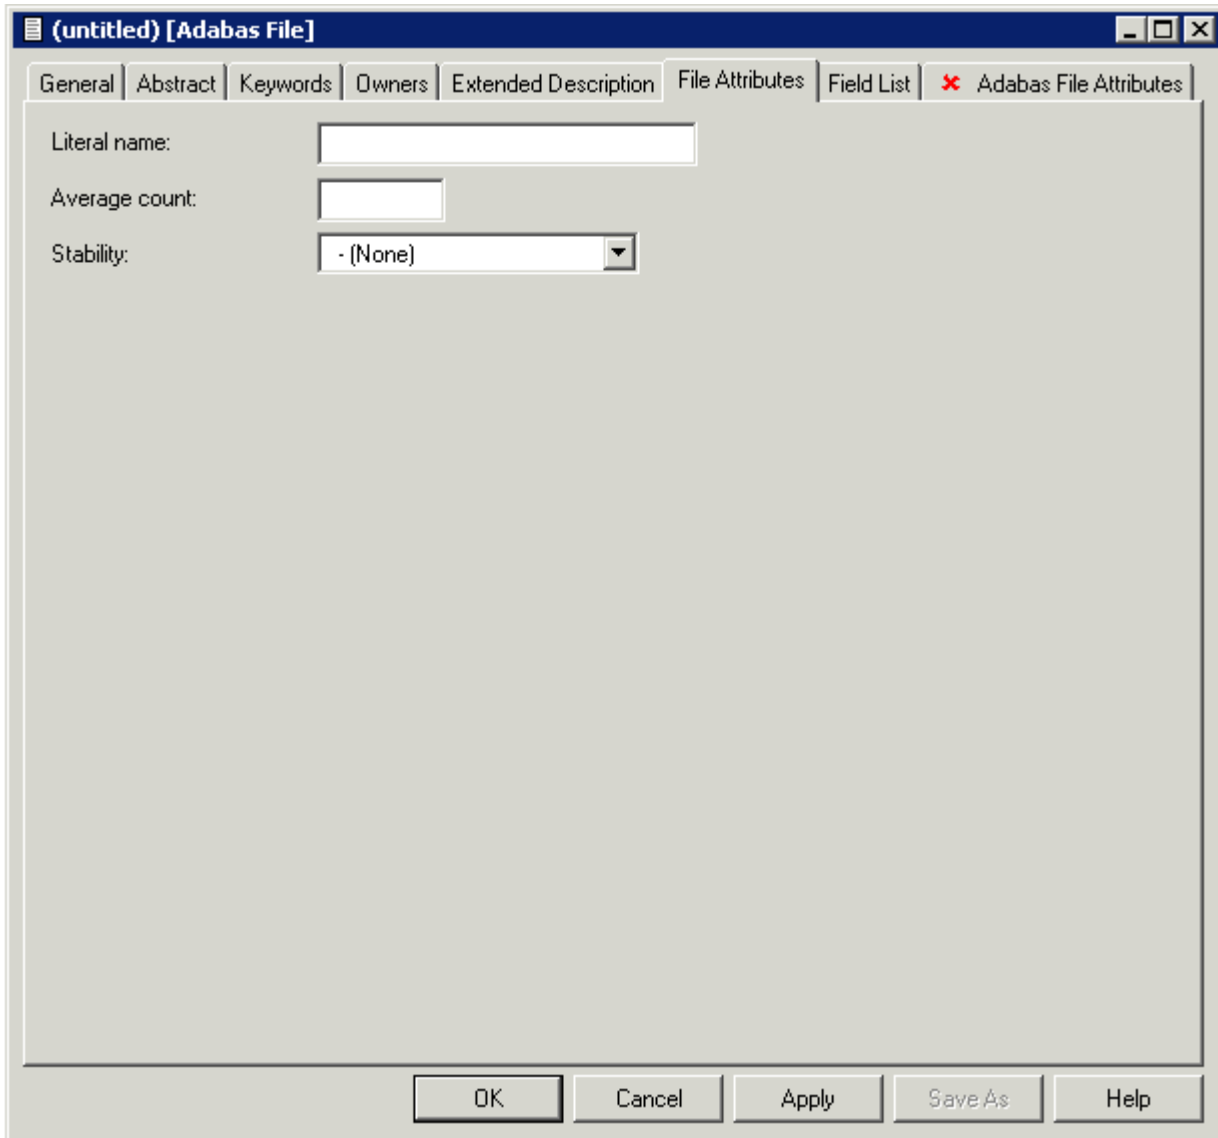 (untitled) [Adabas File]
General Abstract Keywords Owners Extended Description File Attributes Field List Adabas File Attributes
Literal name:
Average count:
Stability: - (None)
OK Cancel Apply Save As Help